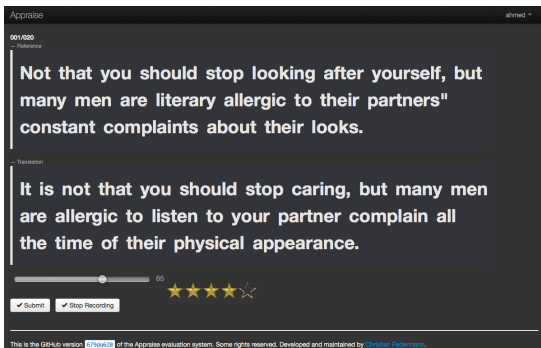 Appraise
ahmed
001/020
— Reference
Not that you should stop looking after yourself, but
many men are literary allergic to their partners"
constant complaints about their looks.
— Translation
It is not that you should stop caring, but many men
are allergic to listen to your partner complain all
the time of their physical appearance.
65
✔ Submit
✔ Stop Recording
This is the GitHub version 679da628 of the Appraise evaluation system. Some rights reserved. Developed and maintained by Christian Federmann.